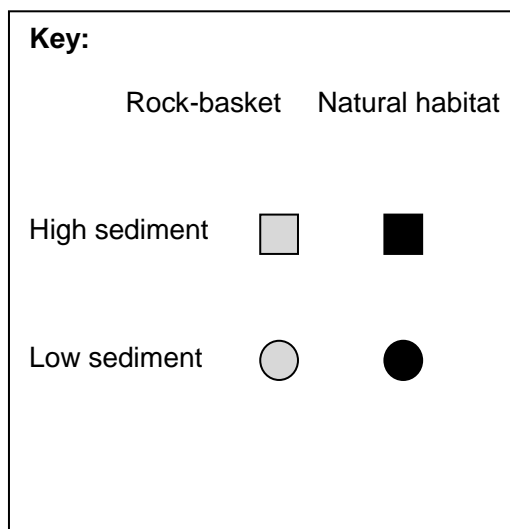 Key:
Rock-basket Natural habitat
High sediment
Low sediment